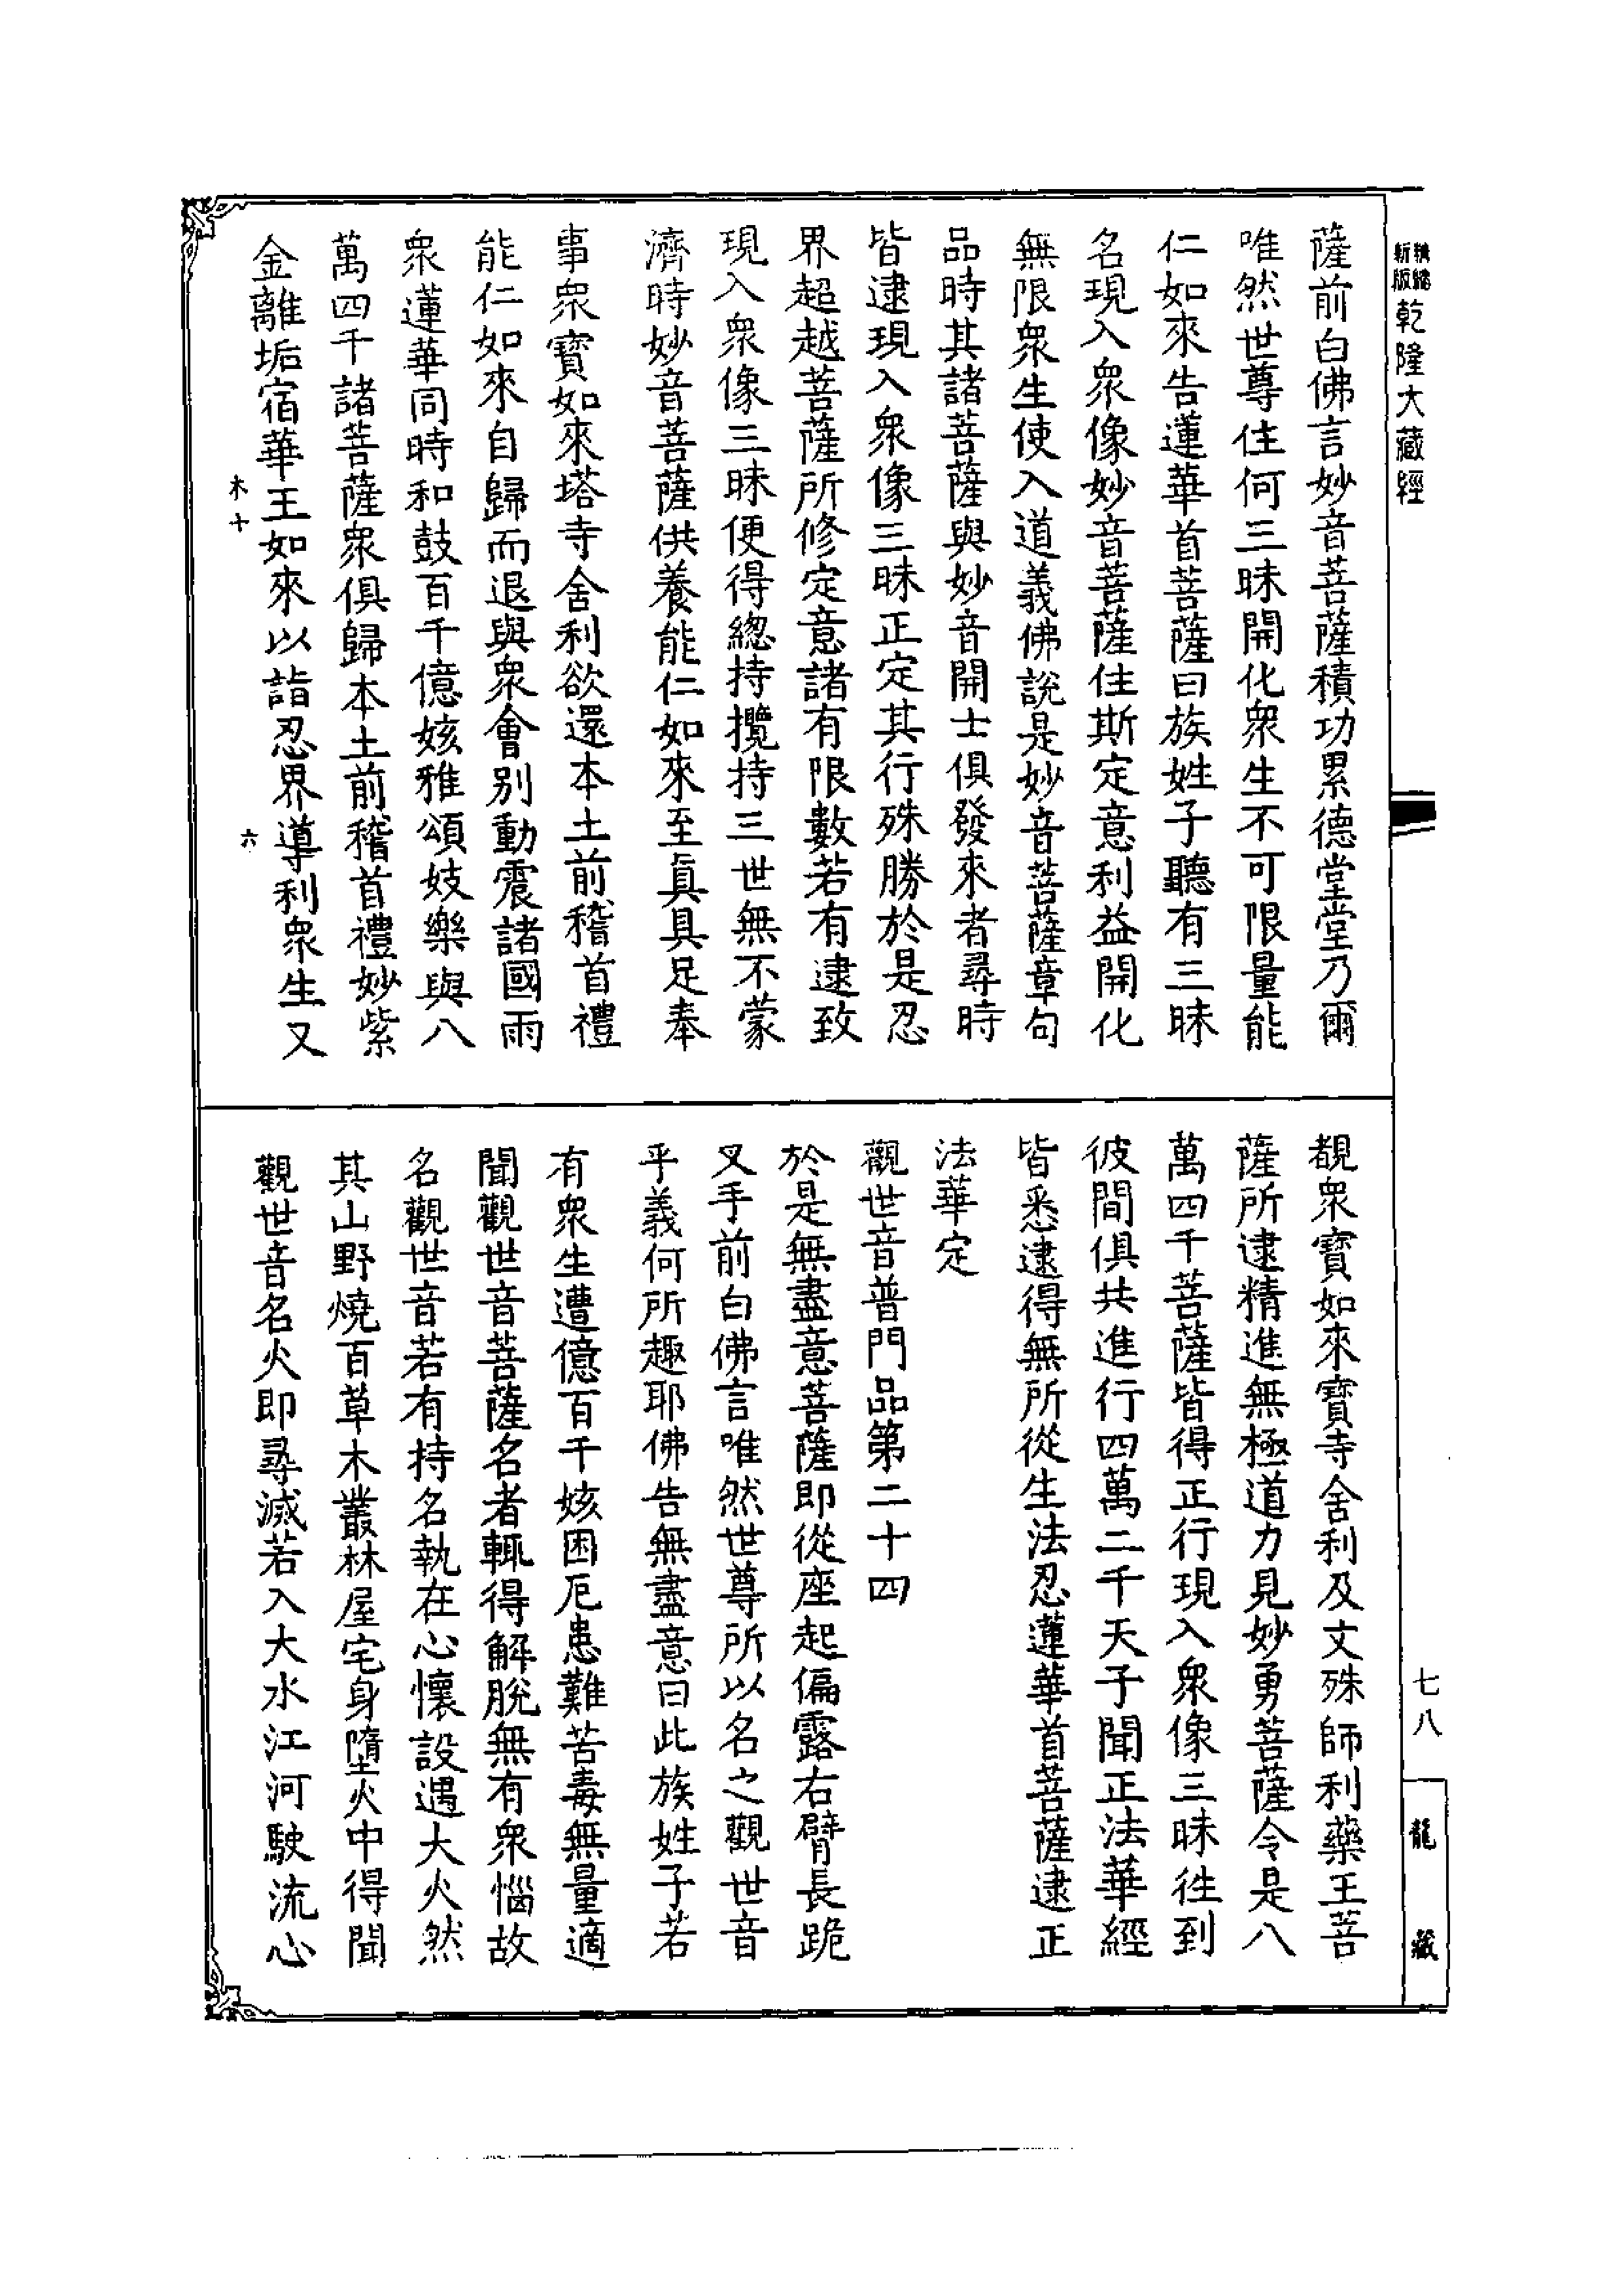 新版
乾隆大藏經
薩前白佛言妙音菩薩積功累德堂堂乃爾
唯然世尊住何三昧開化衆生不可限量能
仁如來告蓮華首菩薩曰族姓子聽有三昧
名現入衆像妙音菩薩住斯定意利益開化
無限衆生使入道義佛說是妙音菩薩章句
品時其諸菩薩與妙音開士俱發來者尋時
皆逮現入衆像三昧正定其行殊勝於是忍
界超越菩薩所修定意諸有限數若有逮致
現入衆像三昧便得總持攬持三世無不蒙
濟時妙音菩薩供養能仁如來至真具足奉
事衆寶如來塔寺舍利欲還本土前稽首禮
能仁如來自歸而退與衆會別動震諸國雨
衆蓮華同時和鼓百千億姟雅頌妓樂與八
萬四千諸菩薩衆俱歸本土前稽首禮妙紫
金離垢宿華王如來以詣忍界導利衆生又
木十
六
覩衆寶如來寶寺舍利及文殊師利藥王菩
薩所逮精進無極道力見妙勇菩薩令是八
萬四千菩薩皆得正行現入衆像三昧徃到
彼間俱共進行四萬二千天子聞正法華經
皆悉逮得無所從生法忍蓮華首菩薩逮正
法華定
觀世音普門品第二十四
於是無盡意菩薩即從座起偏露右臂長跪
叉手前白佛言唯然世尊所以名之觀世音
乎義何所趣耶佛告無盡意曰此族姓子若
有衆生遭億百千姟困厄患難苦毒無量適
聞觀世音菩薩名者輒得解脫無有衆惱故
名觀世音若有持名執在心懷設遇大火然
其山野燒百草木叢林屋宅身墮火中得聞
觀世音名火即尋滅若入大水江河駛流心
七八
龍藏